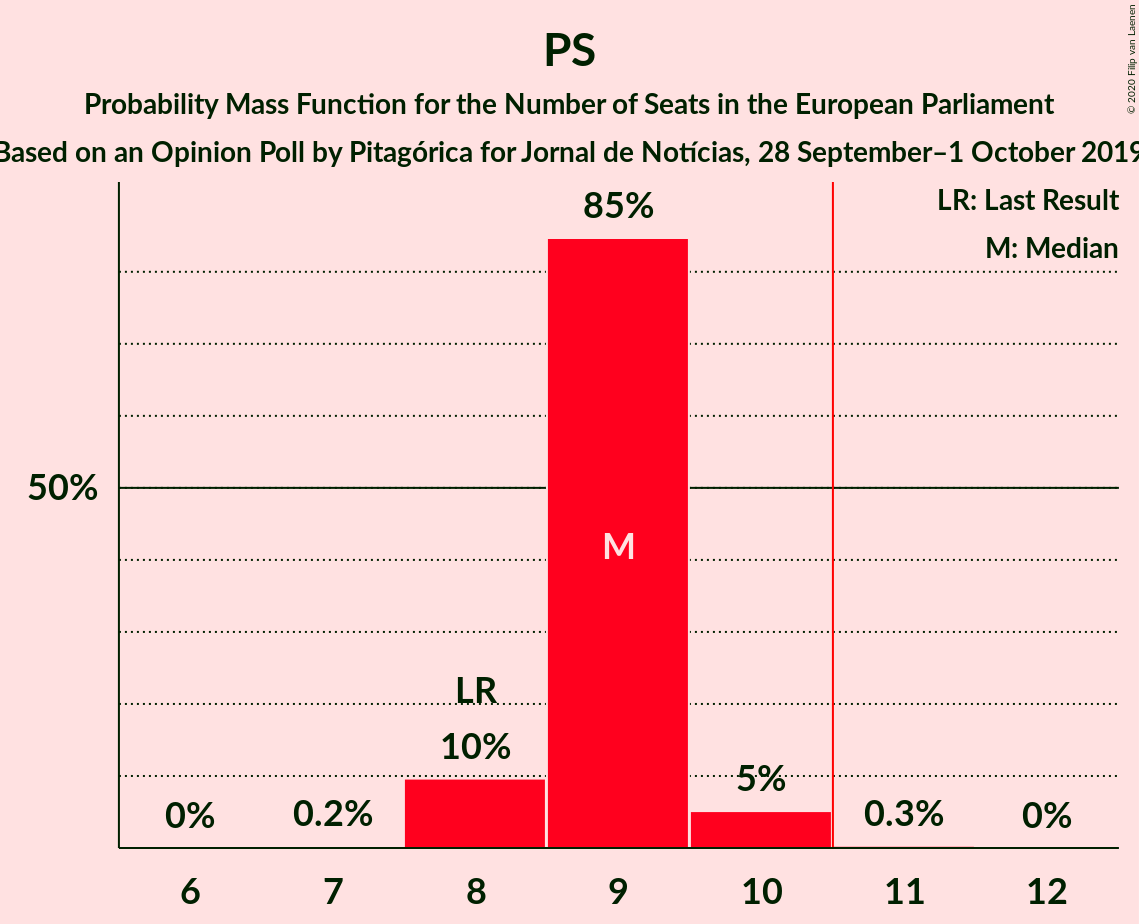 PS
Probability Mass Function for the Number of Seats in the European Parliament
Based on an Opinion Poll by Pitagórica for Jornal de Notícias, 28 September–1 October 2019
© 2020 Filip van Laenen
LR: Last Result
M: Median
85%
50%
M
LR
10%
5%
0%
0.2%
0.3%
0%
6 7 8 9 10 11 12